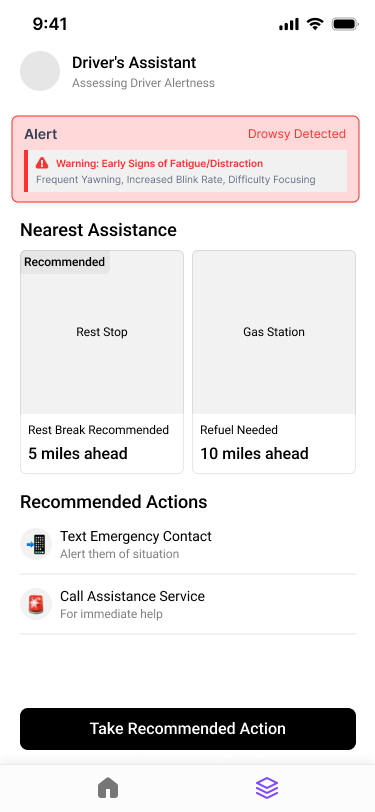 9:41
Driver's Assistant
Assessing Driver Alertness
Alert
Drowsy Detected
Warning: Early Signs of Fatigue/Distraction
Frequent Yawning, Increased Blink Rate, Difficulty Focusing
Nearest Assistance
Recommended
Rest Stop
Rest Break Recommended
5 miles ahead
Gas Station
Refuel Needed
10 miles ahead
Recommended Actions
Text Emergency Contact
Alert them of situation
Call Assistance Service
For immediate help
Take Recommended Action